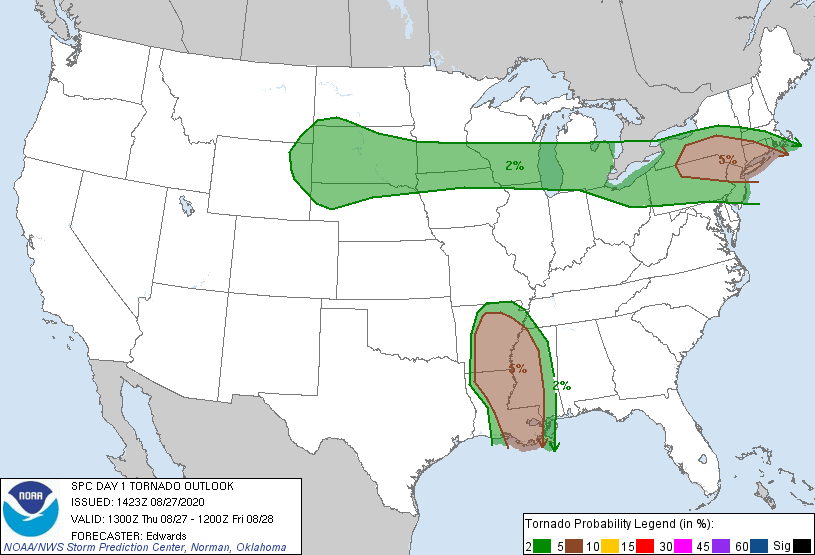 2%
5%
5%
2%
NOAA
SPC DAY 1 TORNADO OUTLOOK
ISSUED: 1423Z 08/27/2020
VALID: 1300Z Thu 08/27 - 1200Z Fri 08/28
FORECASTER: Edwards
NOAA/NWS Storm Prediction Center, Norman, Oklahoma
Tornado Probability Legend (in %):
2 5 10 15 30 45 60 Sig